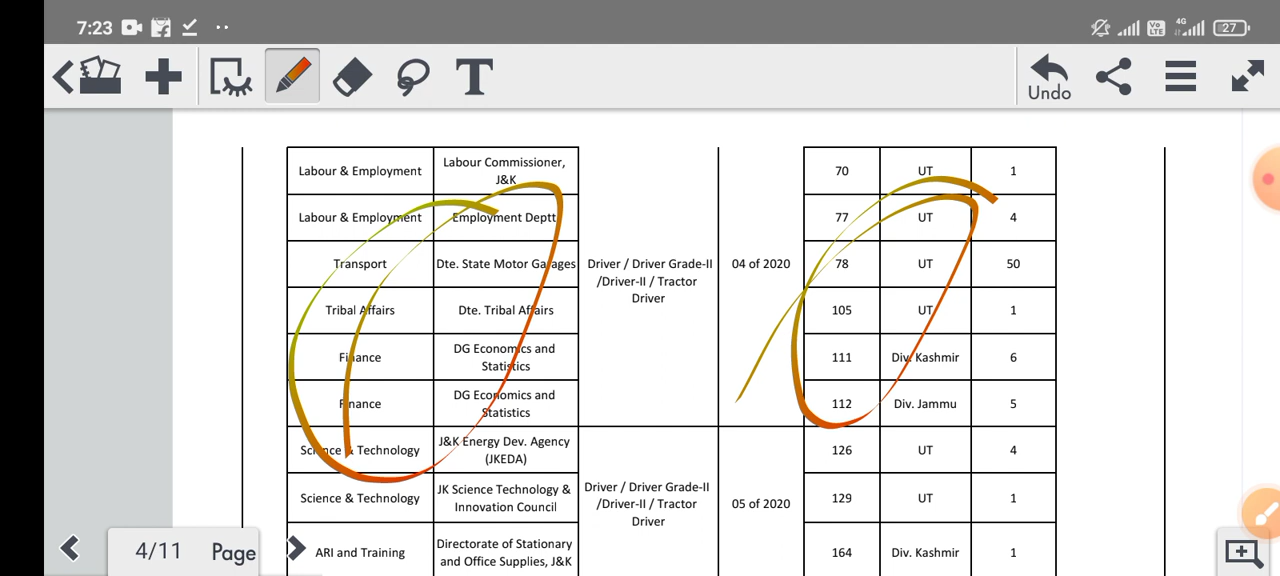 7:23
4G
Vo LTE
27
T
Undo
Labour & Employment
Labour Commissioner,
J&K
70
UT
1
Labour & Employment
Employment Deptt
77
UT
4
Transport
Dte. State Motor Garages
Driver / Driver Grade-II
/Driver-II / Tractor
Driver
04 of 2020
78
UT
50
Tribal Affairs
Dte. Tribal Affairs
105
UT
1
Finance
DG Economics and
Statistics
111
Div. Kashmir
6
Finance
DG Economics and
Statistics
112
Div. Jammu
5
Science & Technology
J&K Energy Dev. Agency
(JKEDA)
126
UT
4
Science & Technology
JK Science Technology &
Innovation Council
Driver / Driver Grade-II
/Driver-II / Tractor
Driver
05 of 2020
129
UT
1
ARI and Training
Directorate of Stationary
and Office Supplies, J&K
164
Div. Kashmir
1
4/11 Page